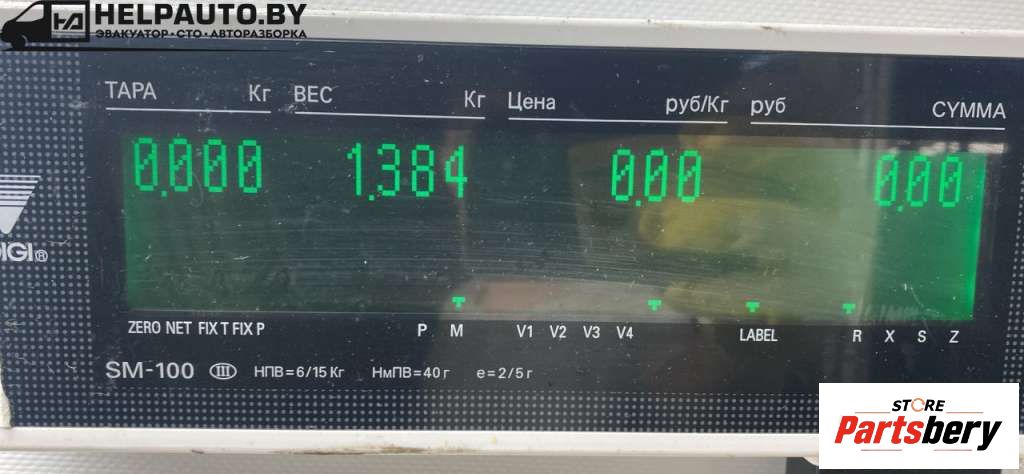 HELPAUTO.BY
ЭВАКУАТОР·СТО·АВТОРАЗБОРКА
ТАРА Кг ВЕС Кг Цена руб/Кг руб СУММА
0.000 1.384 0.00 0.00
DIGI®
ZERO NET FIX T FIX P P M V1 V2 V3 V4 LABEL R X S Z
SM-100 III НПВ=6/15 Кг НмПВ=40 г e=2/5 г
STORE
Partsbery